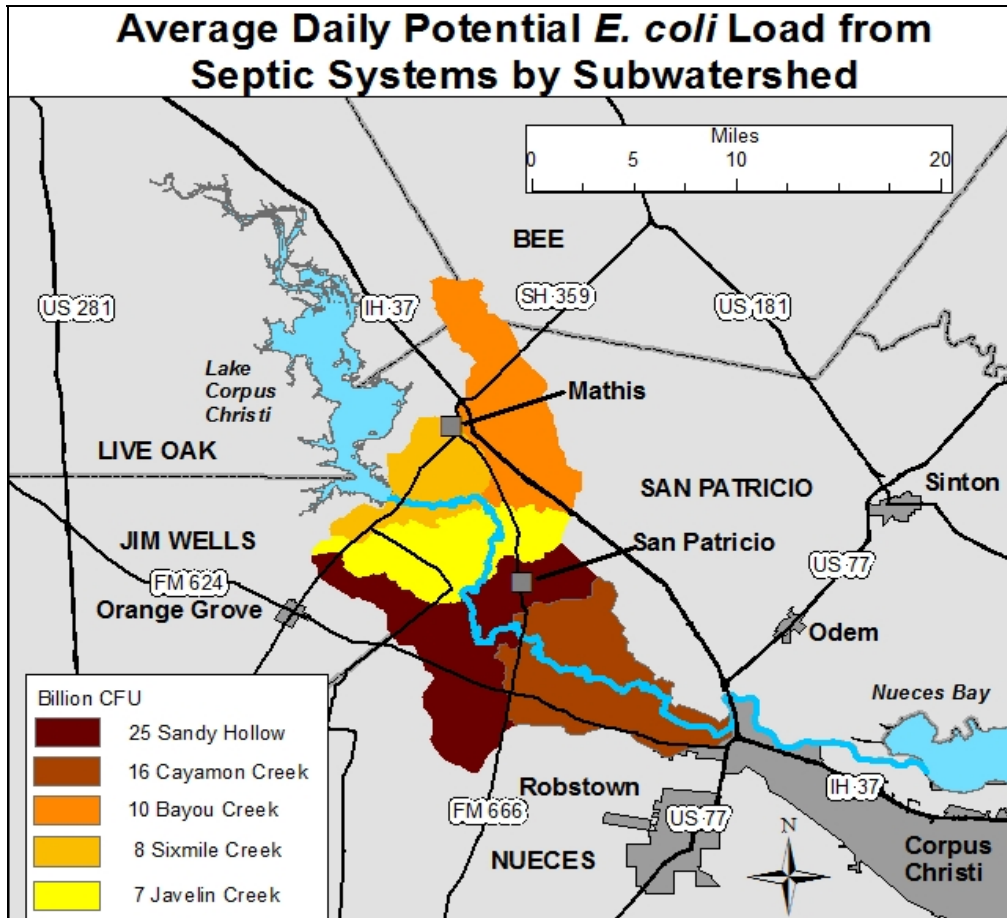 Average Daily Potential E. coli Load from
Septic Systems by Subwatershed
Miles
0 5 10 20
BEE
US 281
IH 37
SH 359
US 181
Lake
Corpus
Christi
Mathis
LIVE OAK
SAN PATRICIO
Sinton
JIM WELLS
San Patricio
FM 624
US 77
Orange Grove
Odem
Nueces Bay
Billion CFU
25 Sandy Hollow
16 Cayamon Creek
10 Bayou Creek
8 Sixmile Creek
7 Javelin Creek
Robstown
IH 37
FM 666
US 77
N
NUECES
Corpus
Christi